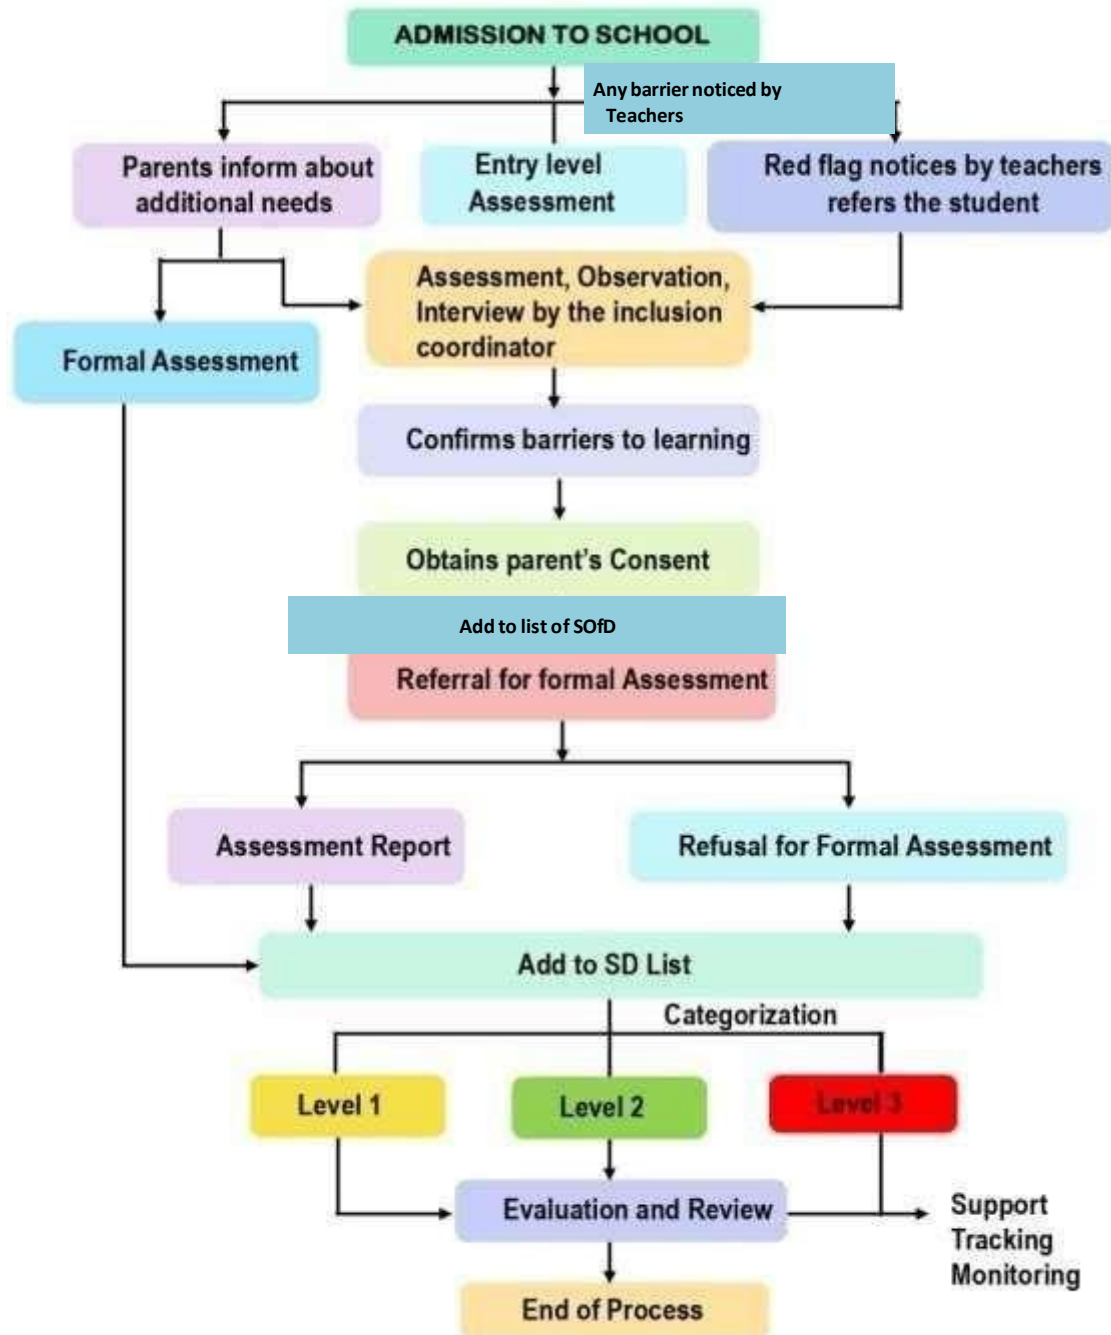 ADMISSION TO SCHOOL
Any barrier noticed by
Teachers
Parents inform about
additional needs
Entry level
Assessment
Red flag notices by teachers
refers the student
Assessment, Observation,
Interview by the inclusion
coordinator
Formal Assessment
Confirms barriers to learning
Obtains parent's Consent
Add to list of SOfD
Referral for formal Assessment
Assessment Report
Refusal for Formal Assessment
Add to SD List
Categorization
Level 1
Level 2
Level 3
Evaluation and Review
Support
Tracking
Monitoring
End of Process